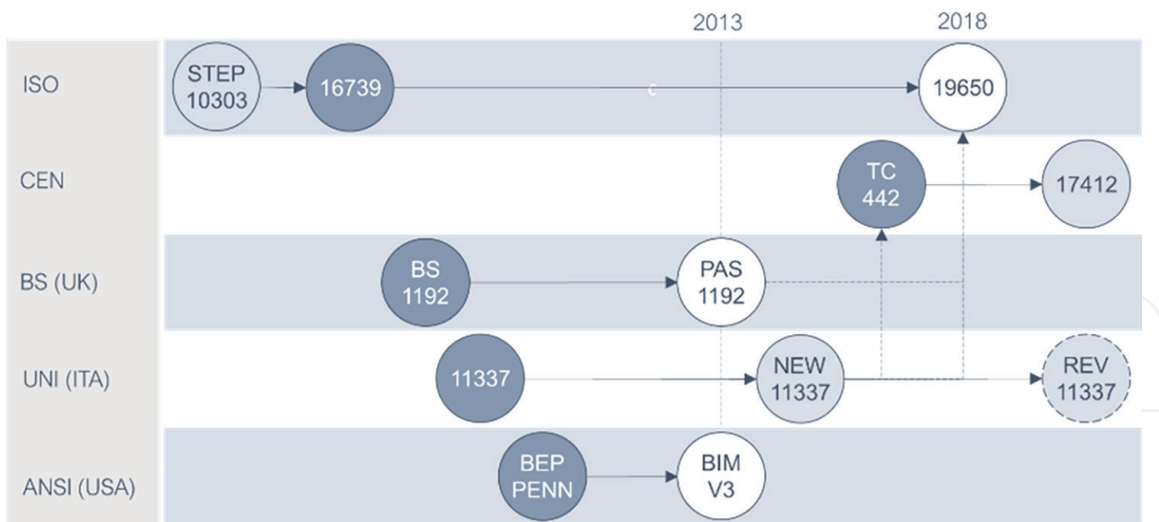 2013
2018
ISO
STEP
10303
16739
c
19650
CEN
TC
442
17412
BS (UK)
BS
1192
PAS
1192
UNI (ITA)
11337
NEW
11337
REV
11337
ANSI (USA)
BEP
PENN
BIM
V3